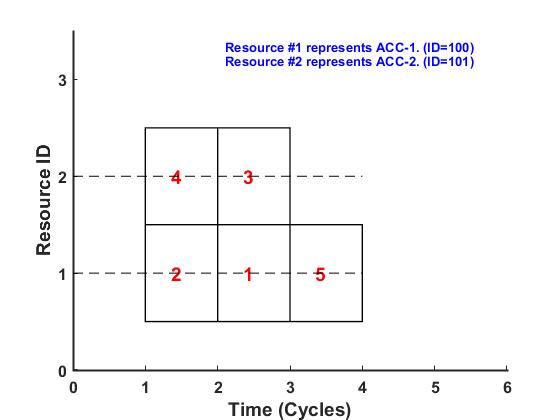 Resource #1 represents ACC-1. (ID=100)
Resource #2 represents ACC-2. (ID=101)
3
2
1
0
Resource ID
4 3
2 1 5
0 1 2 3 4 5 6
Time (Cycles)